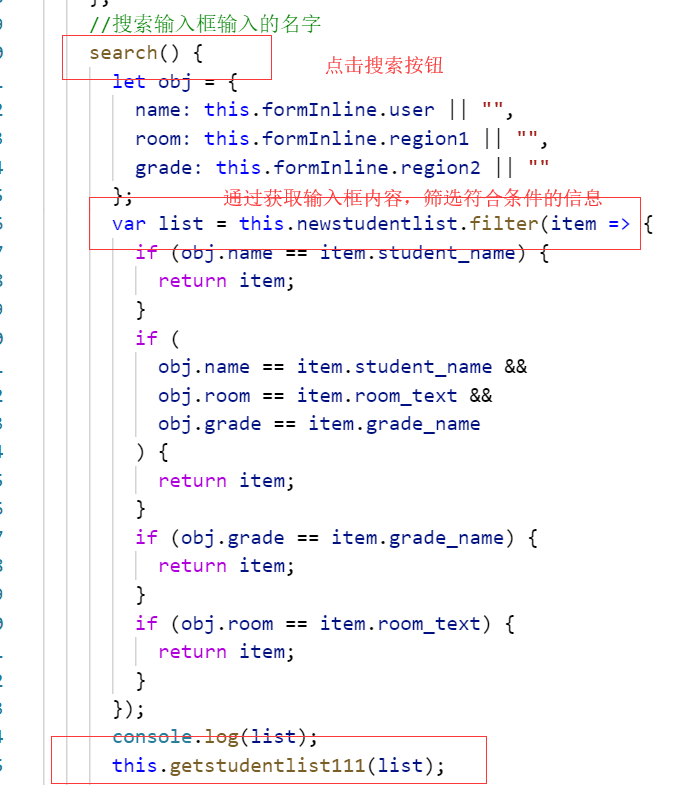 };
//搜索输入框输入的名字
search() {
点击搜索按钮
let obj = {
name: this.formInline.user || "",
room: this.formInline.region1 || "",
grade: this.formInline.region2 || ""
};
通过获取输入框内容，筛选符合条件的信息
var list = this.newstudentlist.filter(item => {
if (obj.name == item.student_name) {
return item;
}
if (
obj.name == item.student_name &&
obj.room == item.room_text &&
obj.grade == item.grade_name
) {
return item;
}
if (obj.grade == item.grade_name) {
return item;
}
if (obj.room == item.room_text) {
return item;
}
});
console.log(list);
this.getstudentlist111(list);